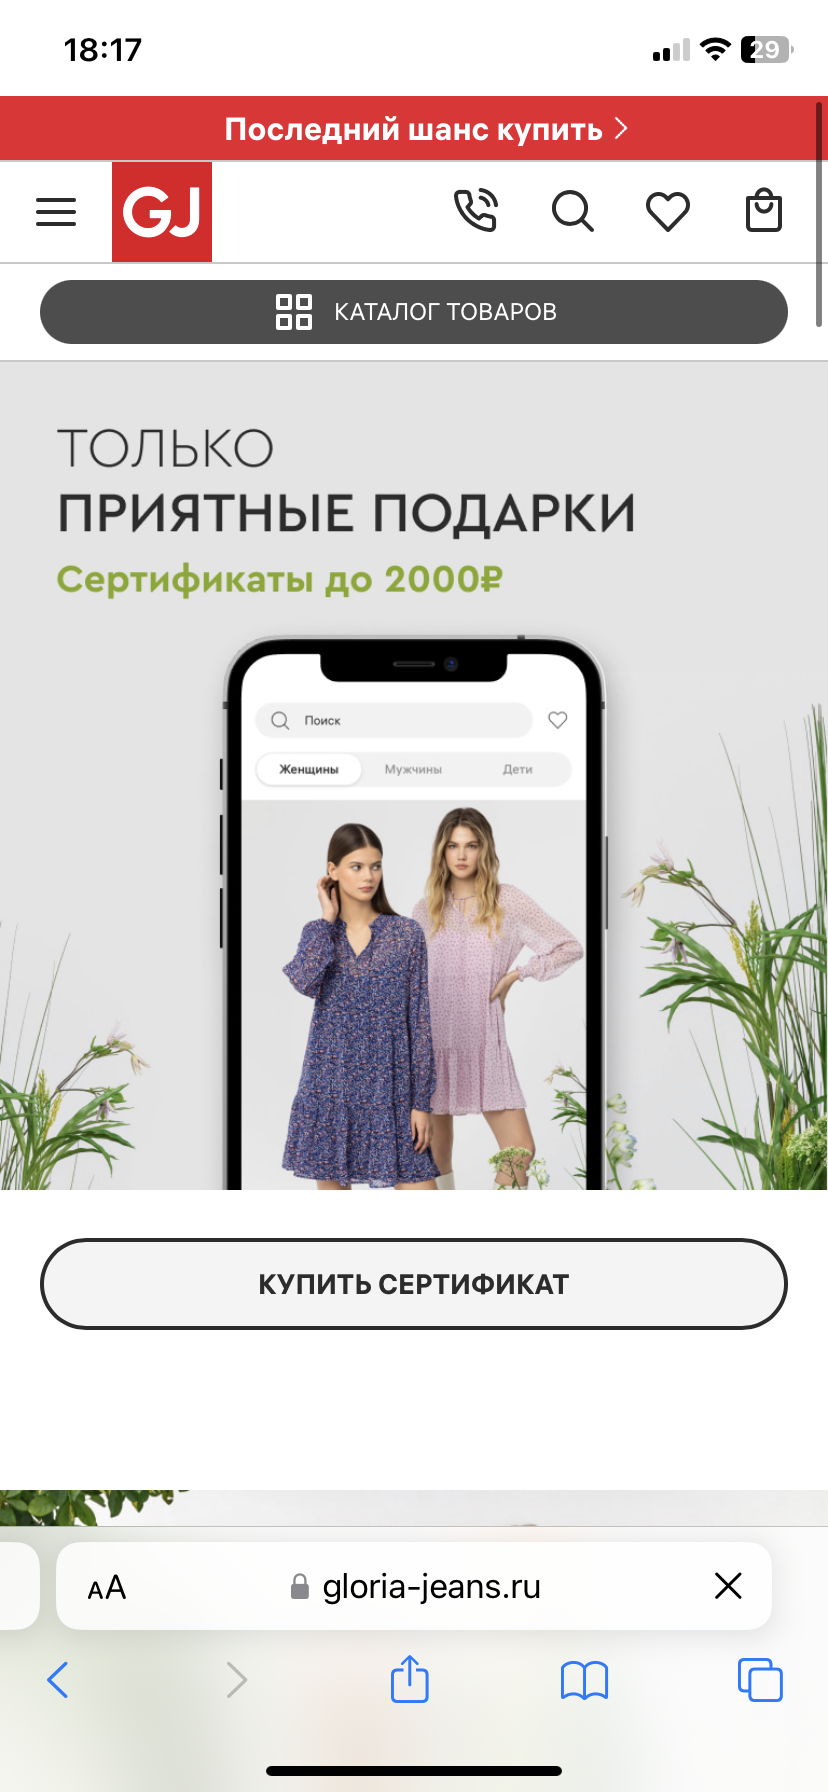 18:17
29
Последний шанс купить
GJ
КАТАЛОГ ТОВАРОВ
ТОЛЬКО
ПРИЯТНЫЕ ПОДАРКИ
Сертификаты до 2000₽
Поиск
Женщины Мужчины Дети
КУПИТЬ СЕРТИФИКАТ
AA gloria-jeans.ru